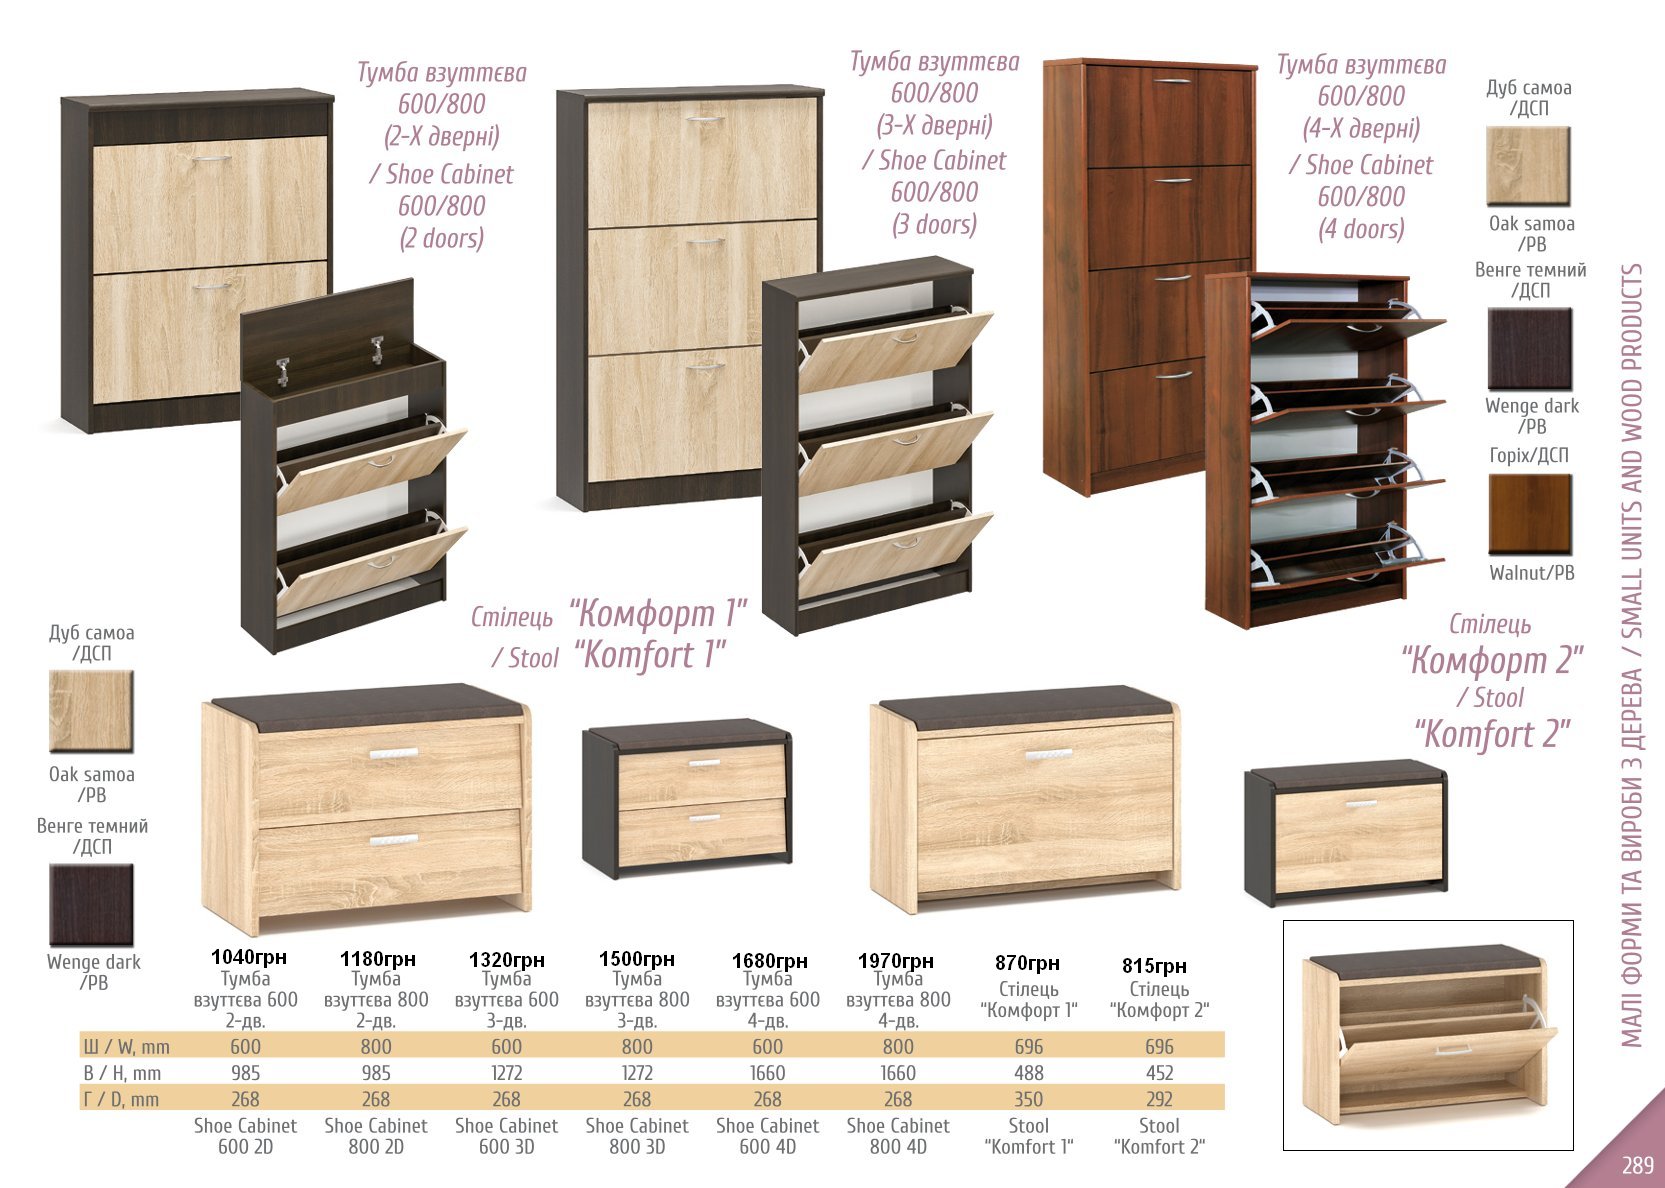 Тумба взуттєва
600/800
(2-Х дверні)
/ Shoe Cabinet
600/800
(2 doors)
Тумба взуттєва
600/800
(3-Х дверні)
/ Shoe Cabinet
600/800
(3 doors)
Тумба взуттєва
600/800
(4-Х дверні)
/ Shoe Cabinet
600/800
(4 doors)
Дуб самоа
/ДСП
Oak samoa
/PB
Венге темний
/ДСП
Wenge dark
/PB
Горіх/ДСП
Walnut/PB
МАЛІ ФОРМИ ТА ВИРОБИ З ДЕРЕВА / SMALL UNITS AND WOOD PRODUCTS
Стілець “Комфорт 1”
/ Stool “Komfort 1”
Стілець
“Комфорт 2”
/ Stool
“Komfort 2”
Дуб самоа
/ДСП
Oak samoa
/PB
Венге темний
/ДСП
Wenge dark
/PB
1040грн 1180грн 1320грн 1500грн 1680грн 1970грн 870грн 815грн
Тумба Тумба Тумба Тумба Тумба Тумба Стілець Стілець
взуттєва 600 взуттєва 800 взуттєва 600 взуттєва 800 взуттєва 600 взуттєва 800 “Комфорт 1“ “Комфорт 2“
2-дв. 2-дв. 3-дв. 3-дв. 4-дв. 4-дв.
Ш / W, mm 600 800 600 800 600 800 696 696
В / H, mm 985 985 1272 1272 1660 1660 488 452
Г / D, mm 268 268 268 268 268 268 350 292
Shoe Cabinet Shoe Cabinet Shoe Cabinet Shoe Cabinet Shoe Cabinet Shoe Cabinet Stool Stool
600 2D 800 2D 600 3D 800 3D 600 4D 800 4D “Komfort 1“ “Komfort 2“
289